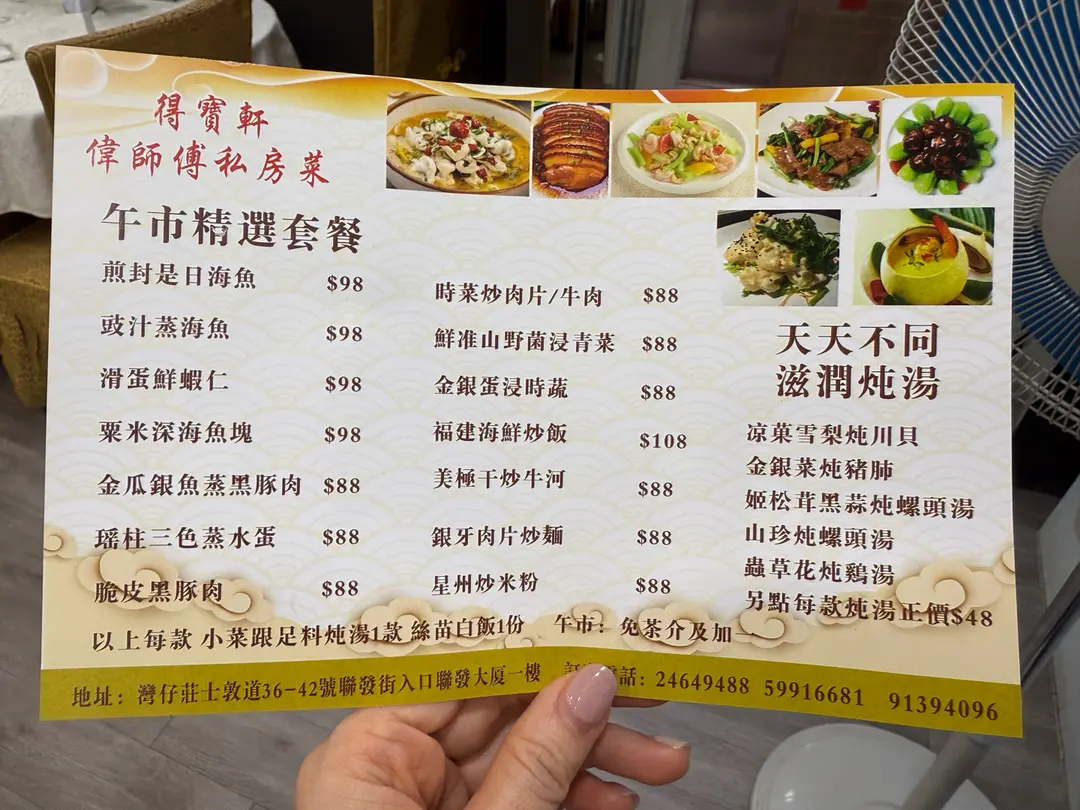 得寶軒
偉師傅私房菜
午市精選套餐
煎封是日海魚 $98
豉汁蒸海魚 $98
滑蛋鮮蝦仁 $98
粟米深海魚塊 $98
金瓜銀魚蒸黑豚肉 $88
瑶柱三色蒸水蛋 $88
脆皮黑豚肉 $88
時菜炒肉片/牛肉 $88
鮮准山野菌浸青菜 $88
金銀蛋浸時蔬 $88
福建海鮮炒飯 $108
美極干炒牛河 $88
銀牙肉片炒麵 $88
星州炒米粉 $88
天天不同
滋潤炖湯
凉菓雪梨炖川貝
金銀菜炖豬肺
姬松茸黑蒜炖螺頭湯
山珍炖螺頭湯
蟲草花炖鶏湯
另點每款炖湯正價$48
以上每款 小菜跟足料炖湯1款 絲苗白飯1份 午市：免茶介及加一
地址：灣仔莊士敦道36-42號聯發街入口聯發大厦一樓 話：24649488 59916681 91394096